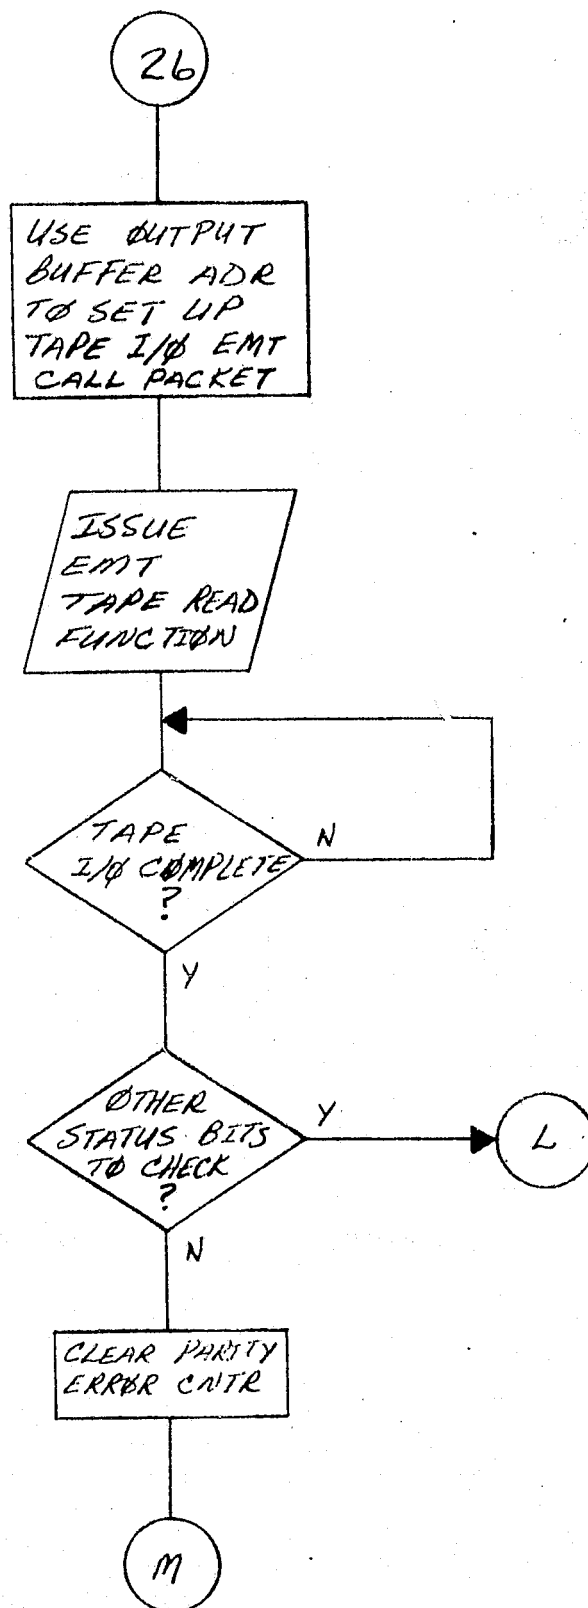 26
USE ØUTPUT
BUFFER ADR
TØ SET UP
TAPE I/Ø EMT
CALL PACKET
ISSUE
EMT
TAPE READ
FUNCTIØN
TAPE
I/Ø CØMPLETE
?
N
Y
ØTHER
STATUS BITS
TØ CHECK
?
Y
L
N
CLEAR PARITY
ERRØR CNTR
M